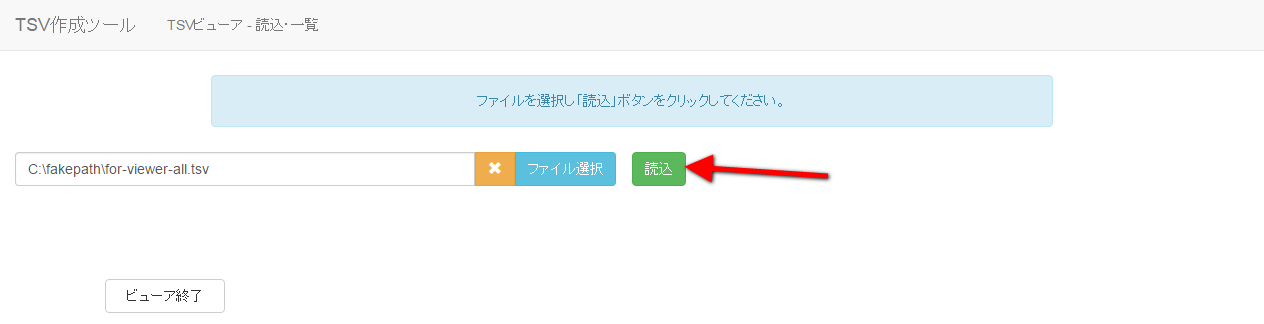 TSV作成ツール TSVビューア - 読込・一覧
ファイルを選択し「読込」ボタンをクリックしてください。
C:\fakepath\for-viewer-all.tsv ✖ ファイル選択 読込
ビューア終了